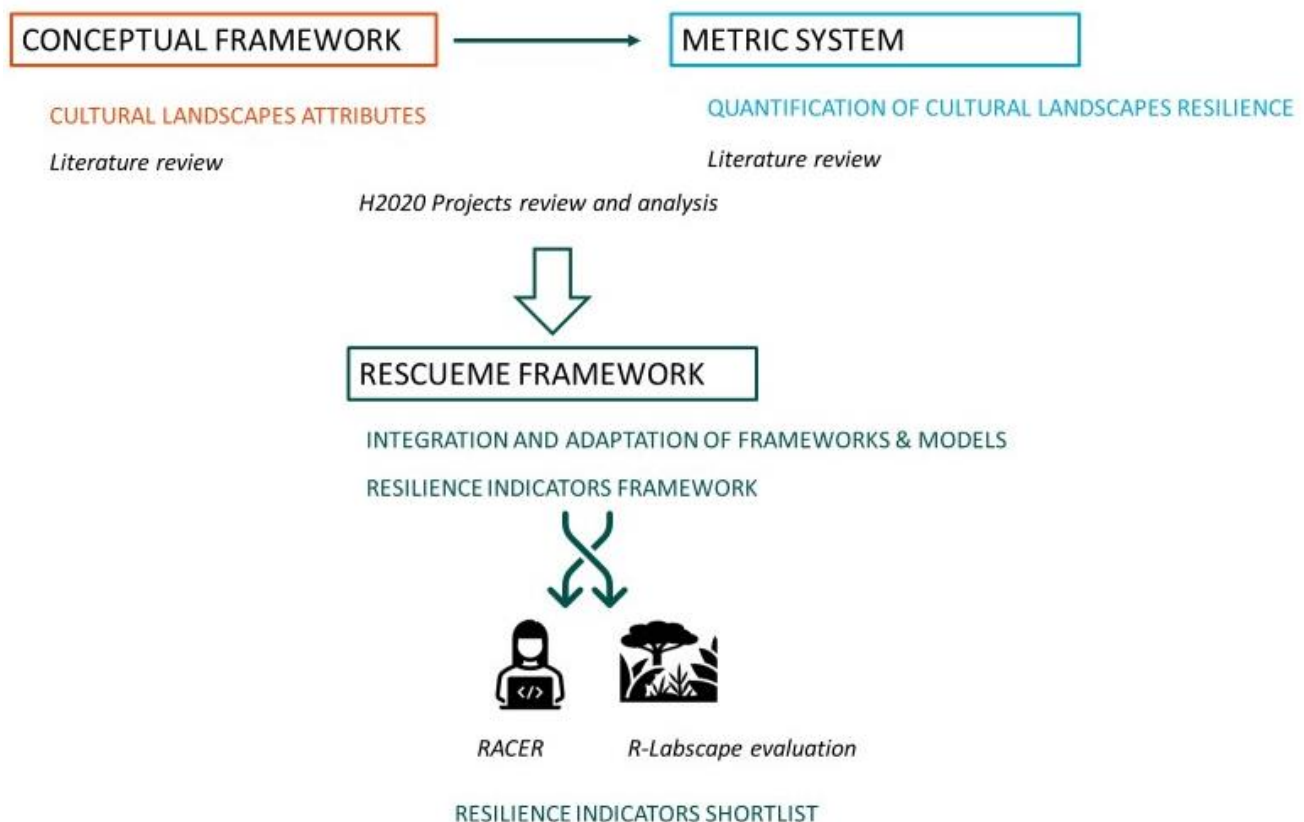 CONCEPTUAL FRAMEWORK
METRIC SYSTEM
CULTURAL LANDSCAPES ATTRIBUTES
QUANTIFICATION OF CULTURAL LANDSCAPES RESILIENCE
Literature review
Literature review
H2020 Projects review and analysis
RESCUEME FRAMEWORK
INTEGRATION AND ADAPTATION OF FRAMEWORKS & MODELS
RESILIENCE INDICATORS FRAMEWORK
</>
RACER
R-Labscape evaluation
RESILIENCE INDICATORS SHORTLIST